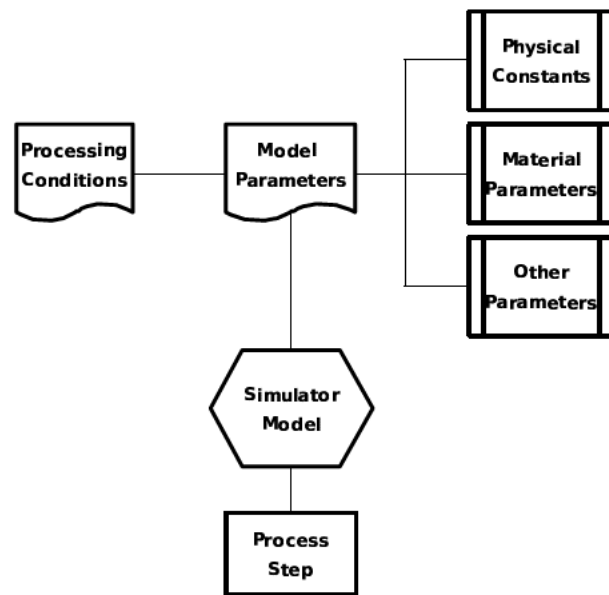 Physical
Constants
Processing
Conditions
Model
Parameters
Material
Parameters
Other
Parameters
Simulator
Model
Process
Step